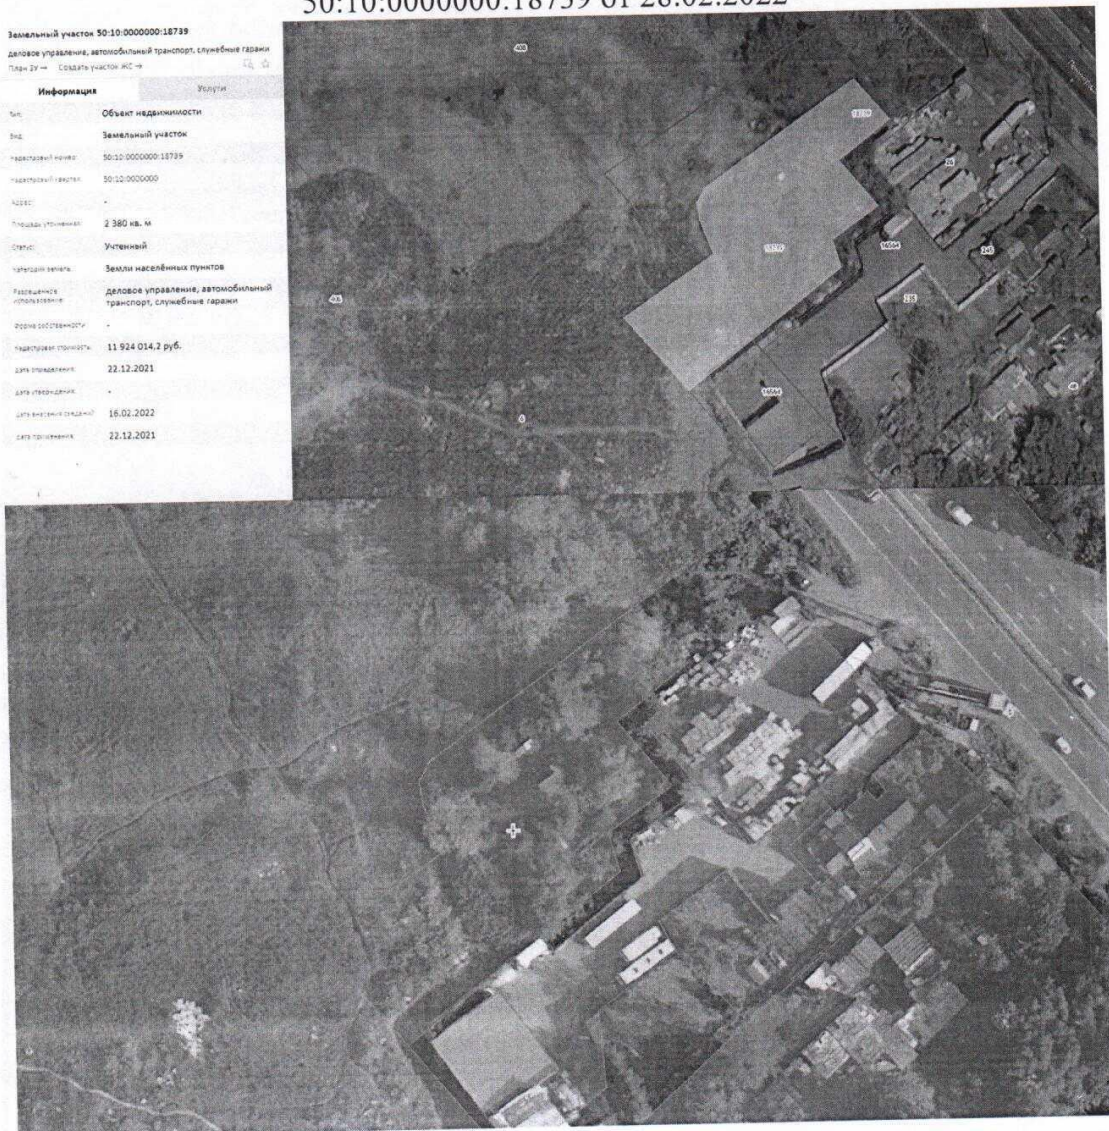 50:10:0000000:18739 от 28.02.2022
Земельный участок 50:10:0000000:18739
деловое управление, автомобильный транспорт, служебные гаражи
План ЗУ → Создать участок ЖС →
Информация Услуги
Тип: Объект недвижимости
Вид: Земельный участок
Кадастровый номер: 50:10:0000000:18739
Кадастровый квартал: 50:10:0000000
Адрес: -
Площадь уточненная: 2 380 кв. м
Статус: Учтенный
Категория земель: Земли населённых пунктов
Разрешенное использование: деловое управление, автомобильный
транспорт, служебные гаражи
Форма собственности: -
Кадастровая стоимость: 11 924 014,2 руб.
дата определения: 22.12.2021
дата утверждения: -
дата внесения сведений: 16.02.2022
дата применения: 22.12.2021
408
18739
26
16564
245
235
406
16564
6
48